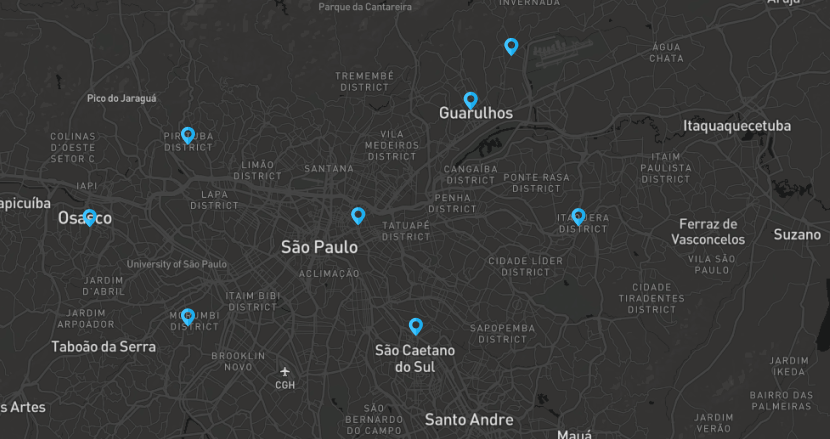 Parque da Cantareira
INVERNADA
Arujá
ÁGUA
CHATA
TREMEMBÉ
DISTRICT
Pico do Jaraguá
Guarulhos
Itaquaquecetuba
COLINAS
D'OESTE
SETOR C
PIRITUBA
DISTRICT
VILA
MEDEIROS
DISTRICT
LIMÃO
DISTRICT
SANTANA
CANGAÍBA
DISTRICT
PONTE RASA
DISTRICT
ITAIM
PAULISTA
DISTRICT
IAPI
LAPA
DISTRICT
PENHA
DISTRICT
apicuíba
Osasco
TATUAPÉ
DISTRICT
ITAQUERA
DISTRICT
Ferraz de
Vasconcelos
Suzano
São Paulo
University of São Paulo
ACLIMAÇÃO
CIDADE LÍDER
DISTRICT
VILA SÃO
PAULO
JARDIM
D'ABRIL
ITAIM BIBI
DISTRICT
CIDADE
TIRADENTES
DISTRICT
JARDIM
ARPOADOR
MORUMBI
DISTRICT
SAPOPEMBA
DISTRICT
Taboão da Serra
BROOKLIN
NOVO
São Caetano
do Sul
CGH
JARDIM
IKEDA
BAIRRO DAS
PALMEIRAS
s Artes
SÃO
BERNARDO
DO CAMPO
Santo Andre
JARDIM
VERÃO
Mauá